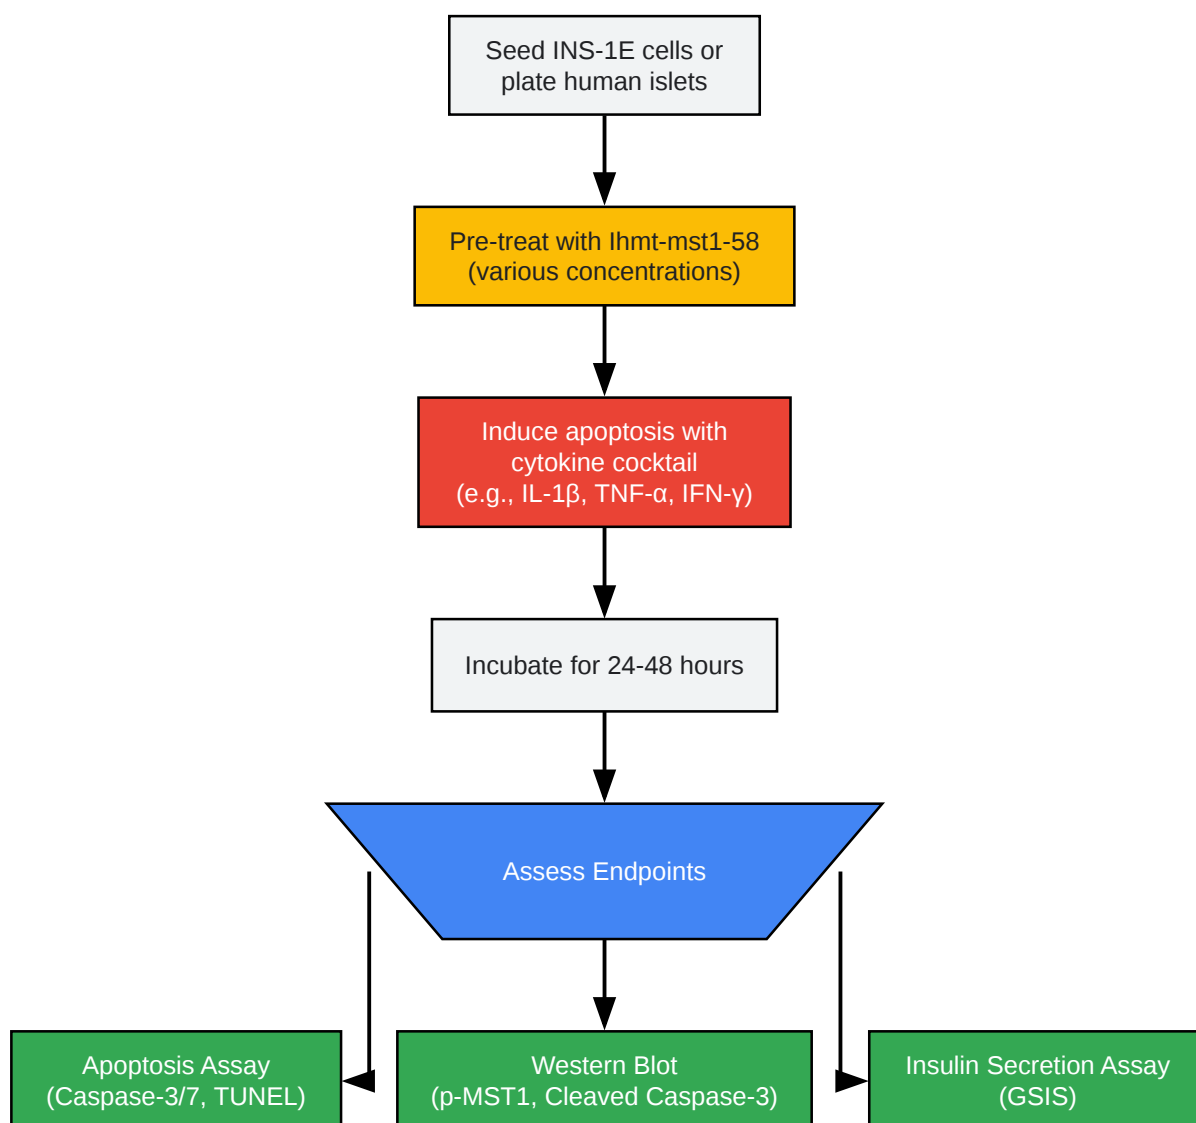 Seed INS-1E cells or
plate human islets
Pre-treat with Ihmt-mst1-58
(various concentrations)
Induce apoptosis with
cytokine cocktail
(e.g., IL-1β, TNF-α, IFN-γ)
Incubate for 24-48 hours
Assess Endpoints
Apoptosis Assay
(Caspase-3/7, TUNEL)
Western Blot
(p-MST1, Cleaved Caspase-3)
Insulin Secretion Assay
(GSIS)